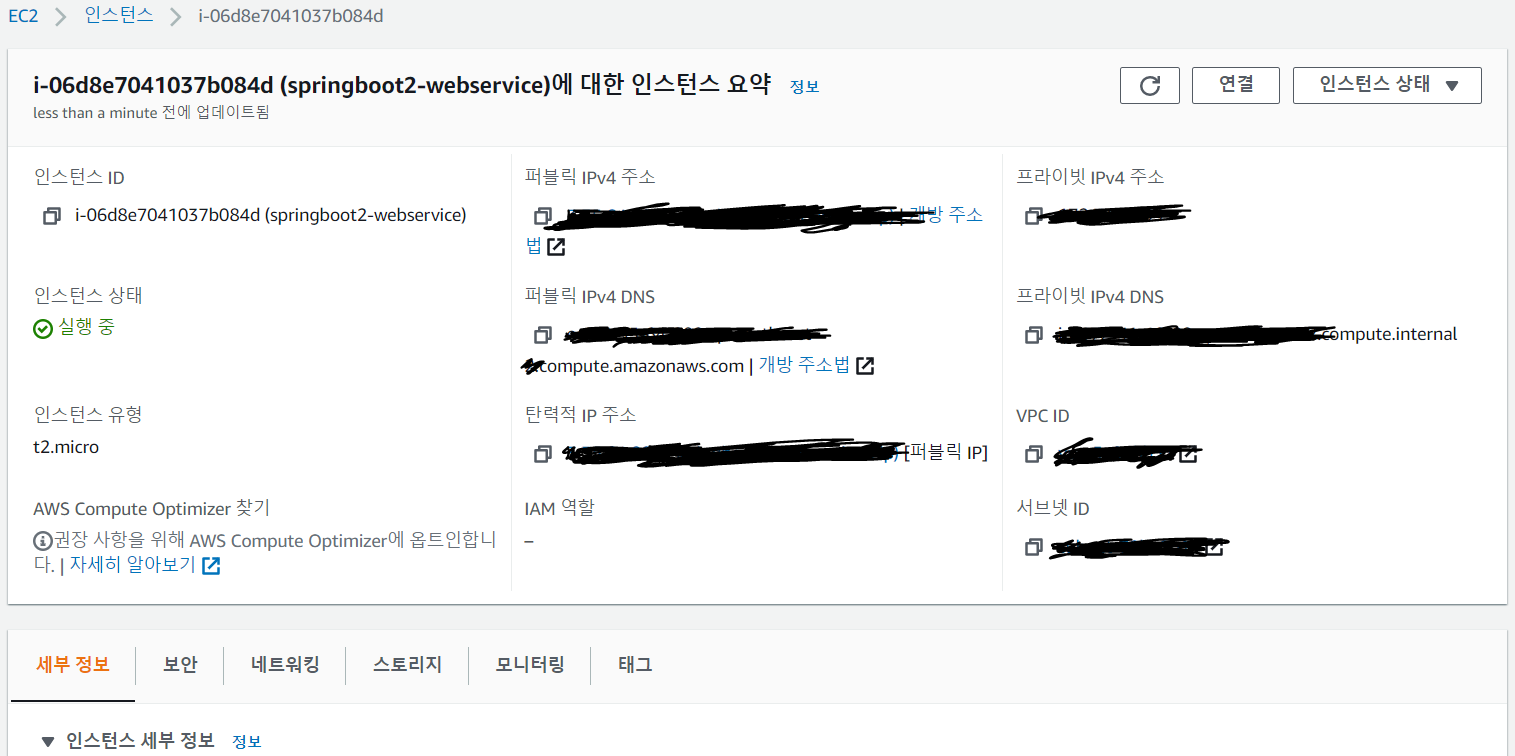 EC2 > 인스턴스 > i-06d8e7041037b084d
i-06d8e7041037b084d (springboot2-webservice)에 대한 인스턴스 요약 정보
less than a minute 전에 업데이트됨
연결
인스턴스 상태 ▼
인스턴스 ID
i-06d8e7041037b084d (springboot2-webservice)
퍼블릭 IPv4 주소
| 개방 주소
법
프라이빗 IPv4 주소
인스턴스 상태
실행 중
퍼블릭 IPv4 DNS
.compute.amazonaws.com | 개방 주소법
프라이빗 IPv4 DNS
.compute.internal
인스턴스 유형
t2.micro
탄력적 IP 주소
[퍼블릭 IP]
VPC ID
AWS Compute Optimizer 찾기
권장 사항을 위해 AWS Compute Optimizer에 옵트인합니
다. | 자세히 알아보기
IAM 역할
–
서브넷 ID
세부 정보
보안
네트워킹
스토리지
모니터링
태그
▼ 인스턴스 세부 정보 정보